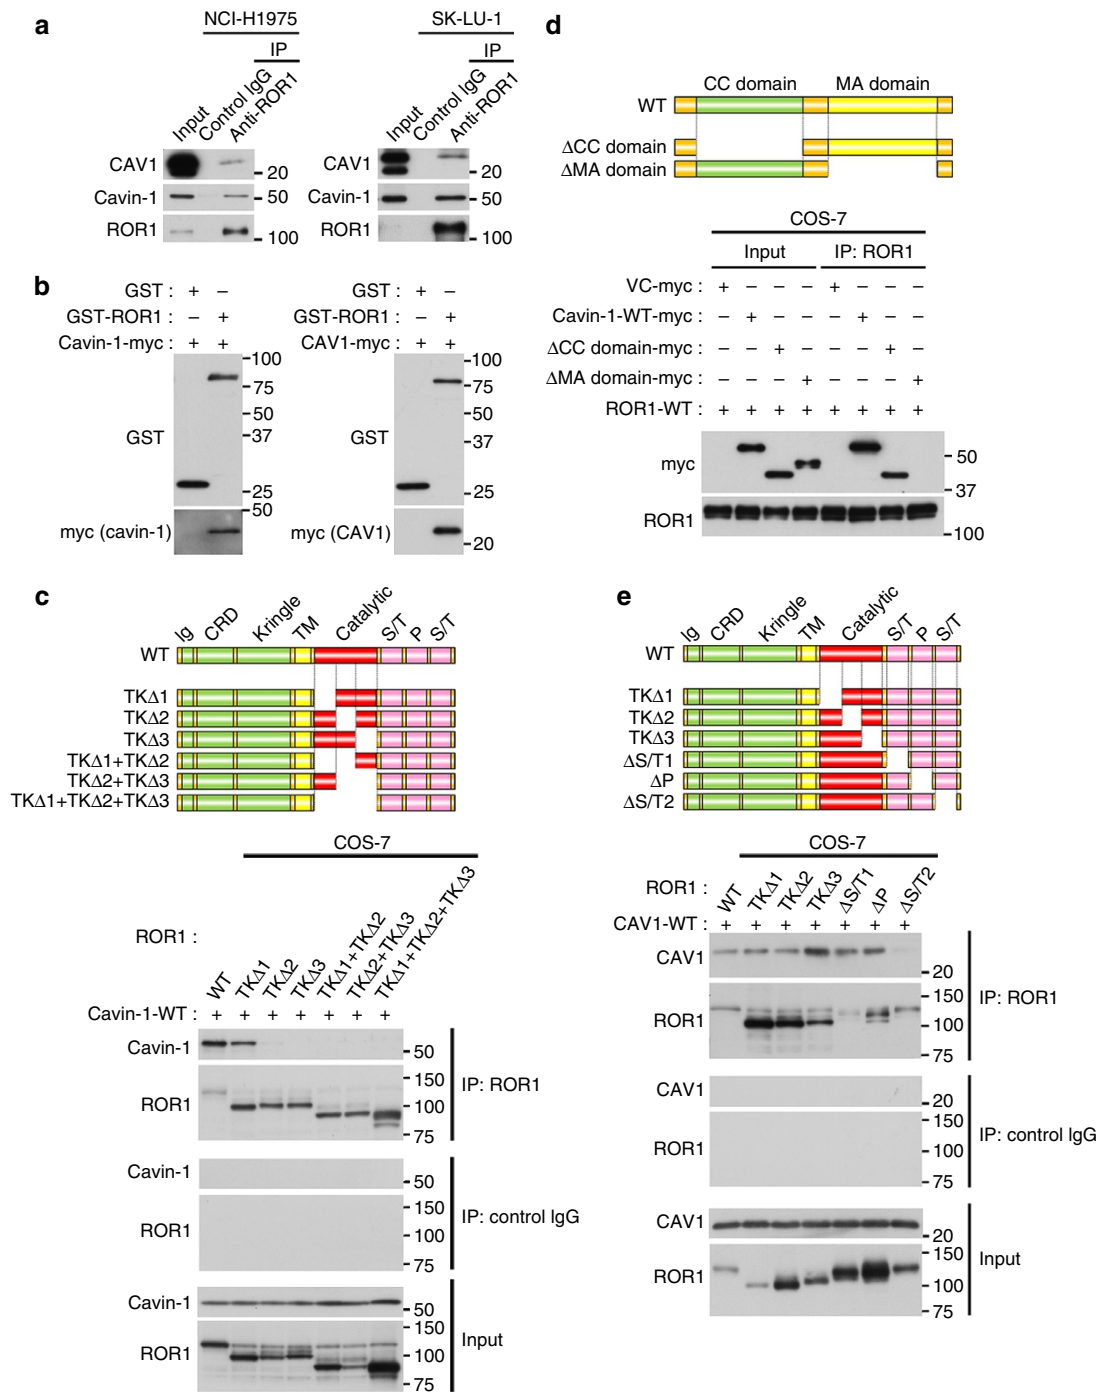 a
NCI-H1975
IP
Input
Control IgG
Anti-ROR1
CAV1
20
Cavin-1
50
ROR1
100
SK-LU-1
IP
Input
Control IgG
Anti-ROR1
CAV1
20
Cavin-1
50
ROR1
100
b
GST : + –
GST-ROR1 : – +
Cavin-1-myc : + +
GST
100
75
50
37
25
myc (cavin-1)
50
GST : + –
GST-ROR1 : – +
CAV1-myc : + +
GST
100
75
50
37
25
myc (CAV1)
20
c
Ig CRD Kringle TM Catalytic S/T P S/T
WT
TKΔ1
TKΔ2
TKΔ3
TKΔ1+TKΔ2
TKΔ2+TKΔ3
TKΔ1+TKΔ2+TKΔ3
COS-7
ROR1 :
WT TKΔ1 TKΔ2 TKΔ3 TKΔ1+TKΔ2 TKΔ2+TKΔ3 TKΔ1+TKΔ2+TKΔ3
Cavin-1-WT : + + + + + + +
Cavin-1
50
ROR1
150
100
75
IP: ROR1
Cavin-1
50
ROR1
150
100
75
IP: control IgG
Cavin-1
50
ROR1
150
100
75
Input
d
CC domain MA domain
WT
ΔCC domain
ΔMA domain
COS-7
Input IP: ROR1
VC-myc : + – – – + – – –
Cavin-1-WT-myc : – + – – – + – –
ΔCC domain-myc : – – + – – – + –
ΔMA domain-myc : – – – + – – – +
ROR1-WT : + + + + + + + +
myc
50
37
ROR1
100
e
Ig CRD Kringle TM Catalytic S/T P S/T
WT
TKΔ1
TKΔ2
TKΔ3
ΔS/T1
ΔP
ΔS/T2
COS-7
ROR1 :
WT TKΔ1 TKΔ2 TKΔ3 ΔS/T1 ΔP ΔS/T2
CAV1-WT : + + + + + + +
CAV1
20
ROR1
150
100
75
IP: ROR1
CAV1
20
ROR1
150
100
75
IP: control IgG
CAV1
20
ROR1
150
100
75
Input